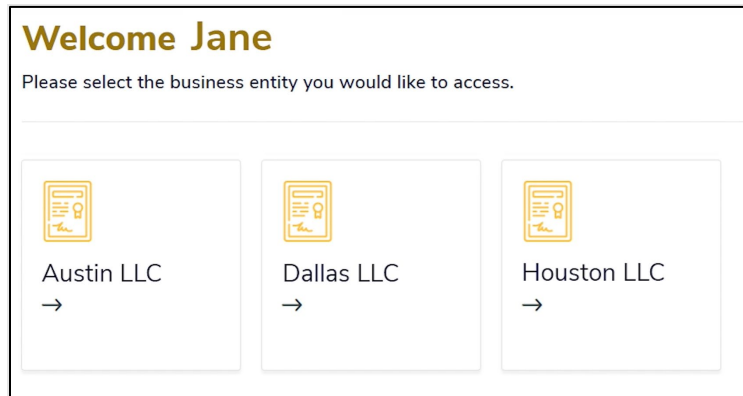 Welcome Jane
Please select the business entity you would like to access.
Austin LLC
→
Dallas LLC
→
Houston LLC
→